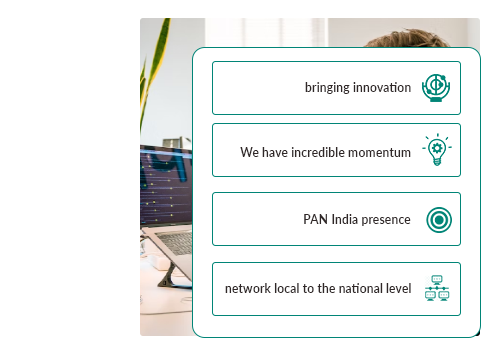 bringing innovation
We have incredible momentum
PAN India presence
network local to the national level